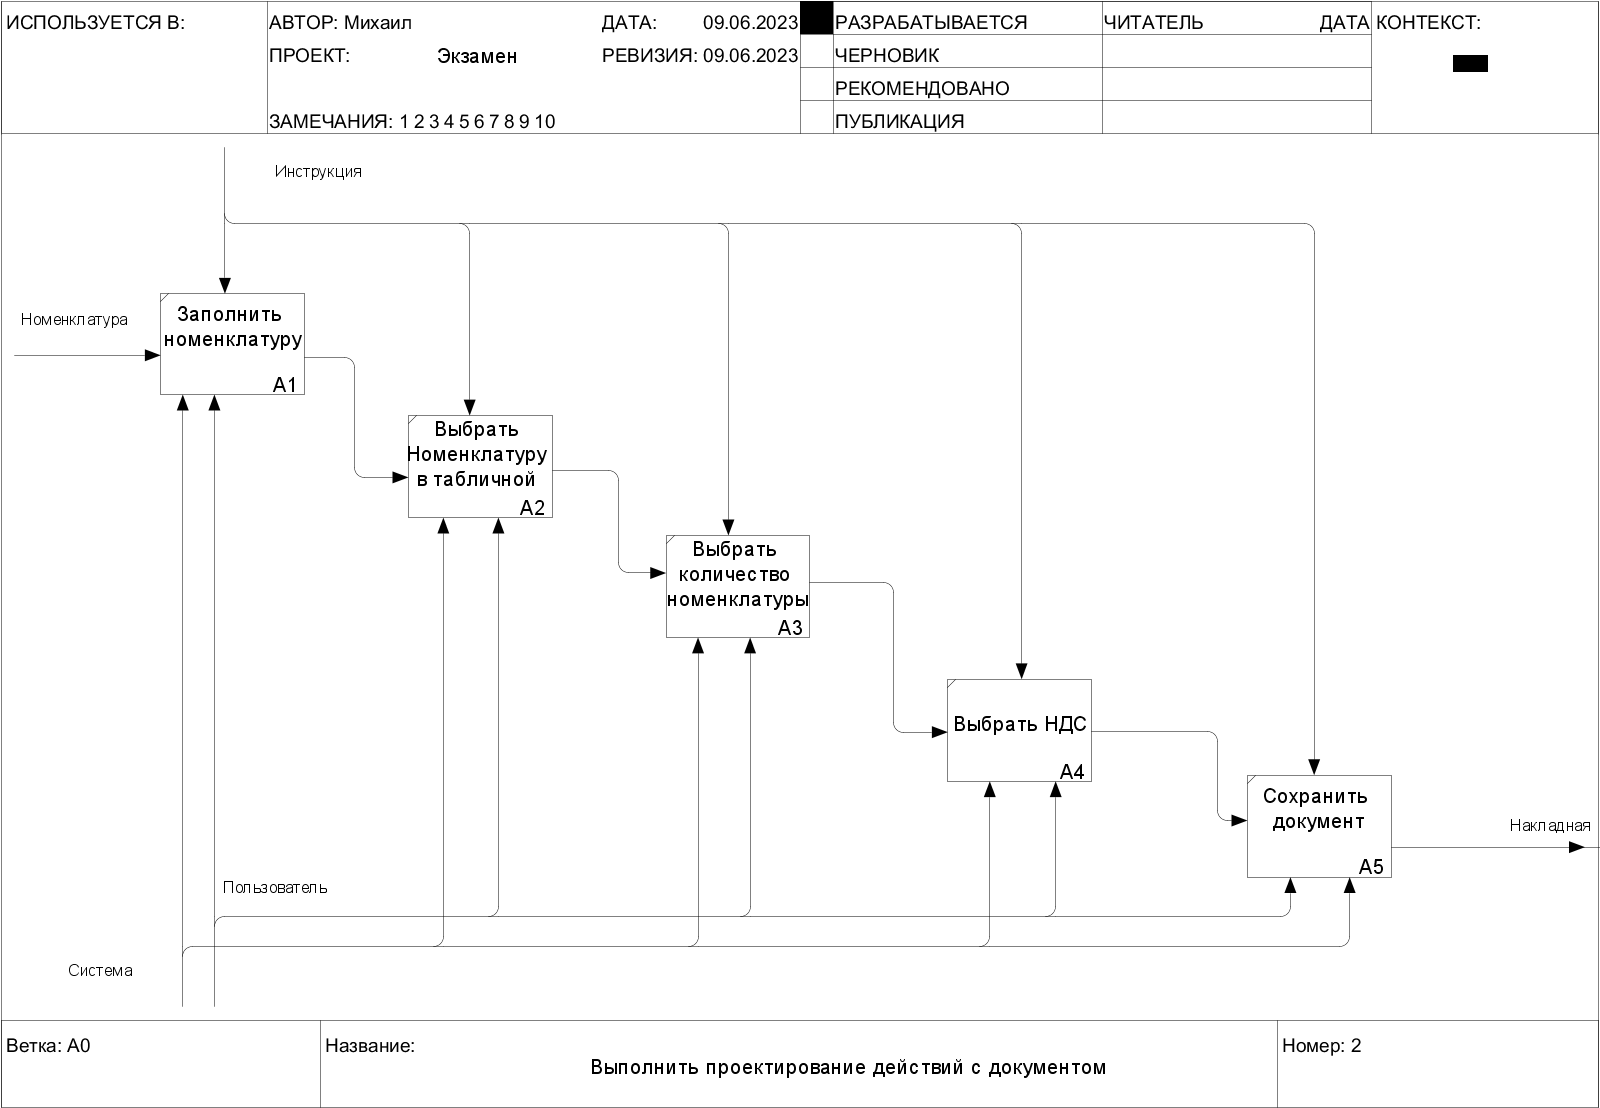 ИСПОЛЬЗУЕТСЯ В:
АВТОР: Михаил
ДАТА: 09.06.2023
ПРОЕКТ: Экзамен
РЕВИЗИЯ: 09.06.2023
ЗАМЕЧАНИЯ: 1 2 3 4 5 6 7 8 9 10
РАЗРАБАТЫВАЕТСЯ
ЧЕРНОВИК
РЕКОМЕНДОВАНО
ПУБЛИКАЦИЯ
ЧИТАТЕЛЬ
ДАТА
КОНТЕКСТ:
Инструкция
Номенклатура
Заполнить
номенклатуру
A1
Выбрать
Номенклатуру
в табличной
A2
Выбрать
количество
номенклатуры
A3
Выбрать НДС
A4
Сохранить
документ
A5
Накладная
Пользователь
Система
Ветка: A0
Название:
Выполнить проектирование действий с документом
Номер: 2